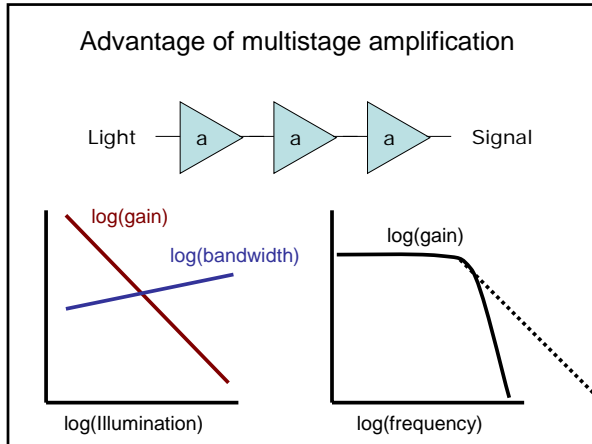 Advantage of multistage amplification
Light a a a Signal
log(gain)
log(bandwidth)
log(Illumination)
log(gain)
log(frequency)